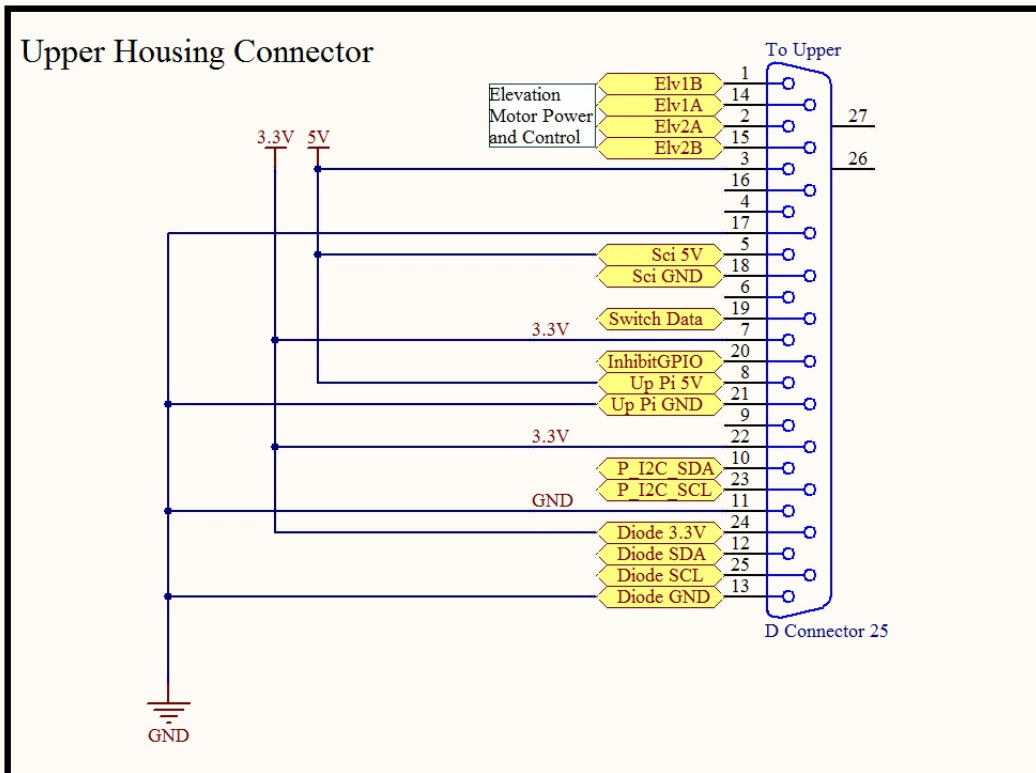 Upper Housing Connector
To Upper
Elevation
Motor Power
and Control
Elv1B 1
Elv1A 14
Elv2A 2
Elv2B 15
27
26
3.3V 5V
3
16
4
17
Sci 5V 5
Sci GND 18
6
Switch Data 19
3.3V 7
InhibitGPIO 20
Up Pi 5V 8
Up Pi GND 21
9
3.3V 22
P_I2C_SDA 10
P_I2C_SCL 23
GND 11
Diode 3.3V 24
Diode SDA 12
Diode SCL 25
Diode GND 13
D Connector 25
GND